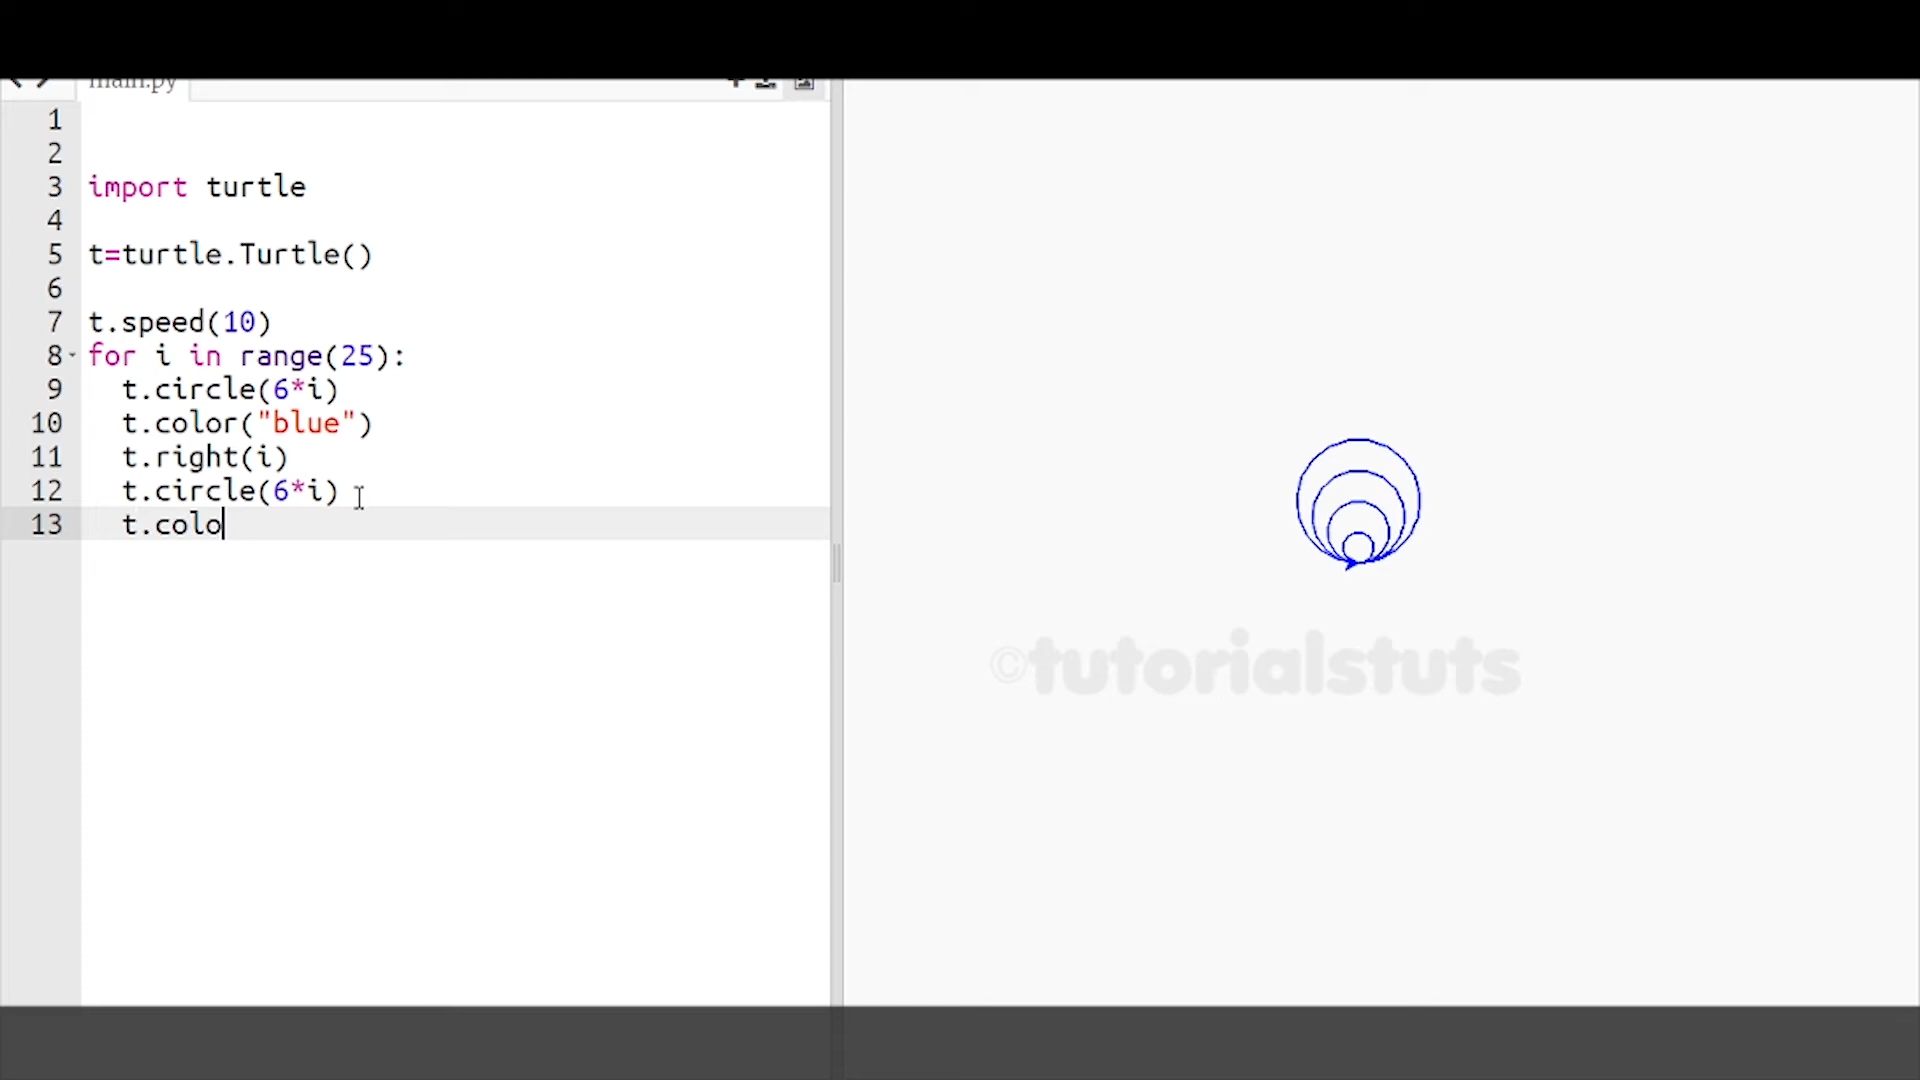 main.py
1
2
3 import turtle
4
5 t=turtle.Turtle()
6
7 t.speed(10)
8 for i in range(25):
9 t.circle(6*i)
10 t.color("blue")
11 t.right(i)
12 t.circle(6*i)
13 t.colo
©tutorialstuts